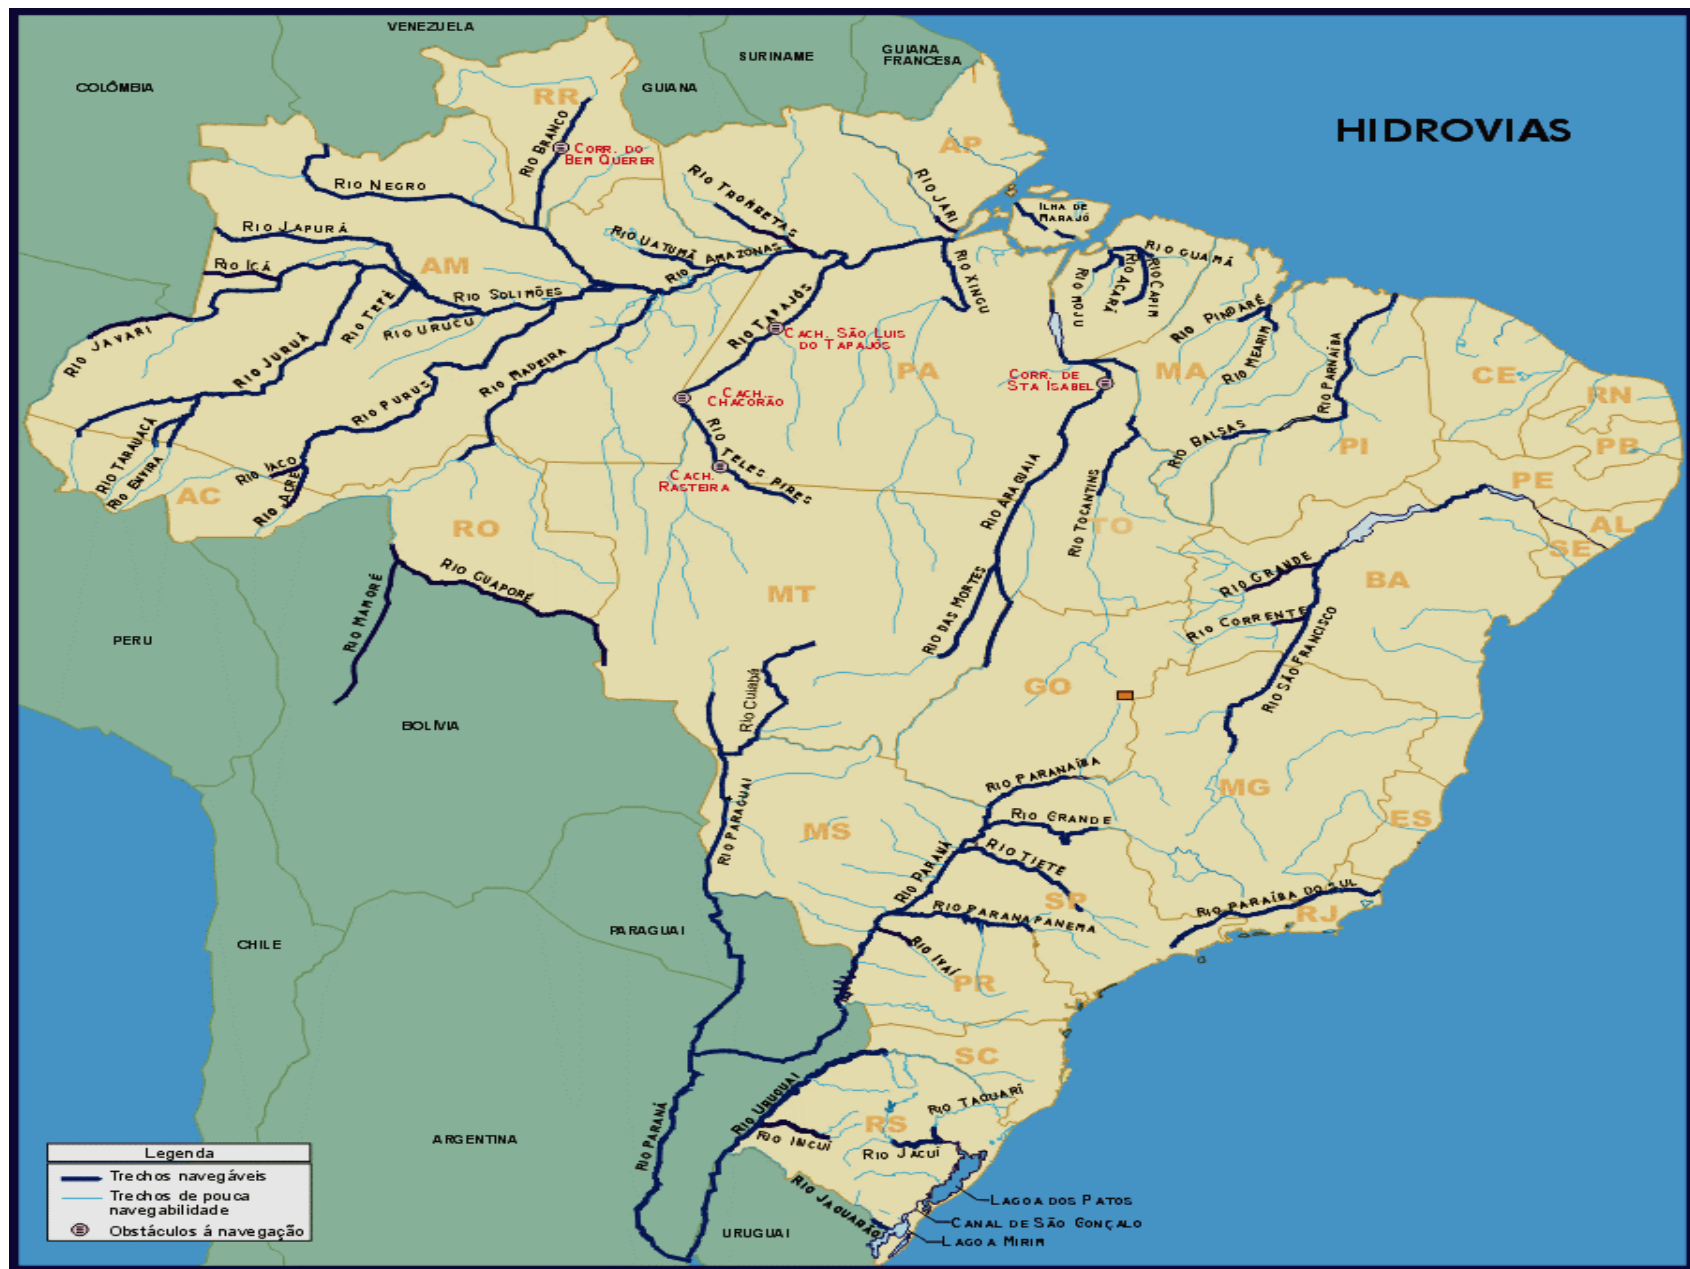 VENEZUELA
COLÔMBIA
SURINAME
GUIANA
FRANCESA
GUIANA
HIDROVIAS
RR
AP
RIO BRANCO
CORR. DO
BEM QUERER
RIO NEGRO
RIO TROMBETAS
RIO JARI
ILHA DE
MARAJÓ
RIO JAPURÁ
RIO UATUMÃ
RIO AMAZONAS
RIO GUAMÁ
RIO IÇÁ
AM
RIO XINGU
RIO MOJU
RIO ACARÁ
RIO CAPIM
RIO SOLIMÕES
RIO TEFÉ
RIO URUCU
RIO JAVARI
RIO JURUÁ
RIO TAPAJÓS
CACH. SÃO LUIS
DO TAPAJÓS
RIO PINDARÉ
RIO MEARIM
RIO PARNAÍBA
RIO MADEIRA
RIO PURUS
PA
CORR. DE
STA ISABEL
MA
CE
RN
CACH.
CHACORÃO
RIO TARAUACÁ
RIO ENVIRA
RIO IACO
RIO ACRE
AC
RIO TELES PIRES
CACH.
RASTEIRA
RIO BALSAS
PI
PB
PE
AL
SE
RIO ARAGUAIA
RIO TOCANTINS
TO
RO
RIO GUAPORÉ
RIO MAMORÉ
MT
RIO DAS MORTES
RIO GRANDE
BA
RIO CORRENTE
RIO SÃO FRANCISCO
PERU
BOLÍVIA
GO
Rio Cuiabá
RIO PARAGUAI
RIO PARANAÍBA
MG
ES
MS
RIO GRANDE
RIO PARANÁ
RIO TIETE
SP
RIO PARAÍBA DO SUL
RJ
RIO PARANAPANEMA
PARAGUAI
CHILE
RIO IVAÍ
PR
SC
RIO URUGUAI
RIO TAQUARÍ
RS
RIO PARANÁ
RIO JACUÍ
ARGENTINA
RIO JAQUARÃO
LAGOA DOS PATOS
CANAL DE SÃO GONÇALO
LAGOA MIRIM
URUGUAI
Legenda
Trechos navegáveis
Trechos de pouca
navegabilidade
Obstáculos á navegação